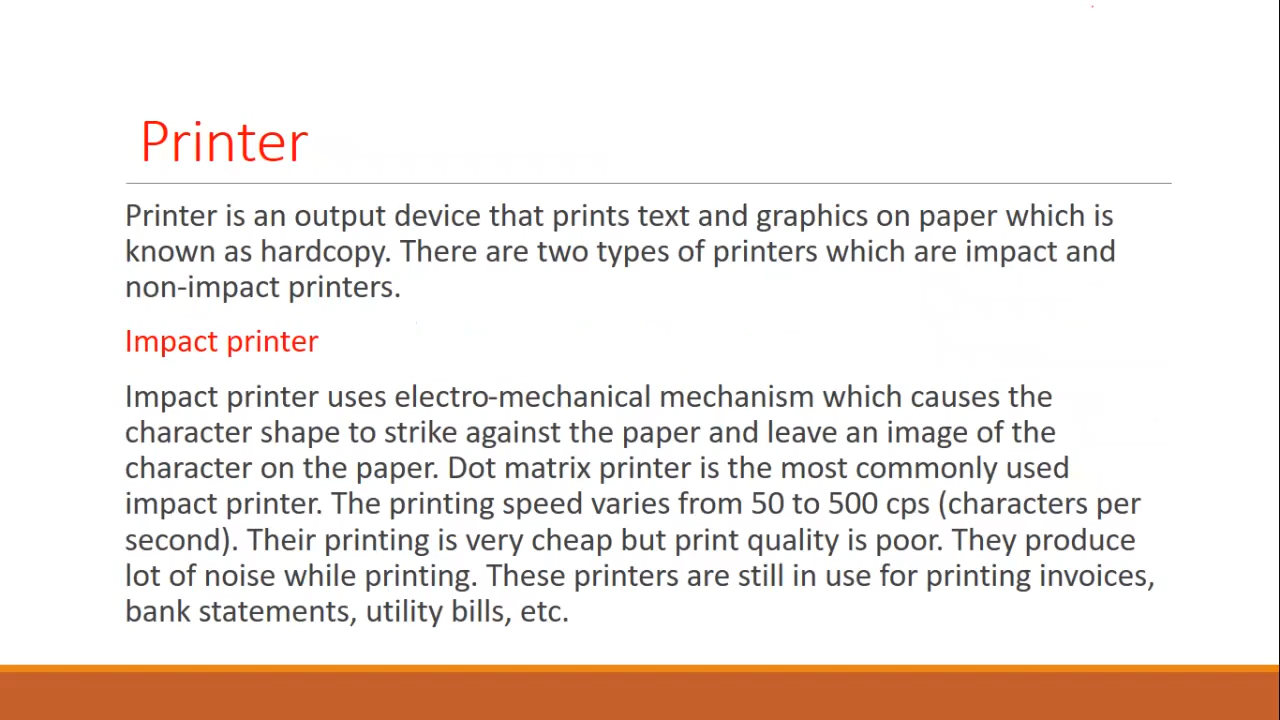 Printer
Printer is an output device that prints text and graphics on paper which is
known as hardcopy. There are two types of printers which are impact and
non-impact printers.
Impact printer
Impact printer uses electro-mechanical mechanism which causes the
character shape to strike against the paper and leave an image of the
character on the paper. Dot matrix printer is the most commonly used
impact printer. The printing speed varies from 50 to 500 cps (characters per
second). Their printing is very cheap but print quality is poor. They produce
lot of noise while printing. These printers are still in use for printing invoices,
bank statements, utility bills, etc.